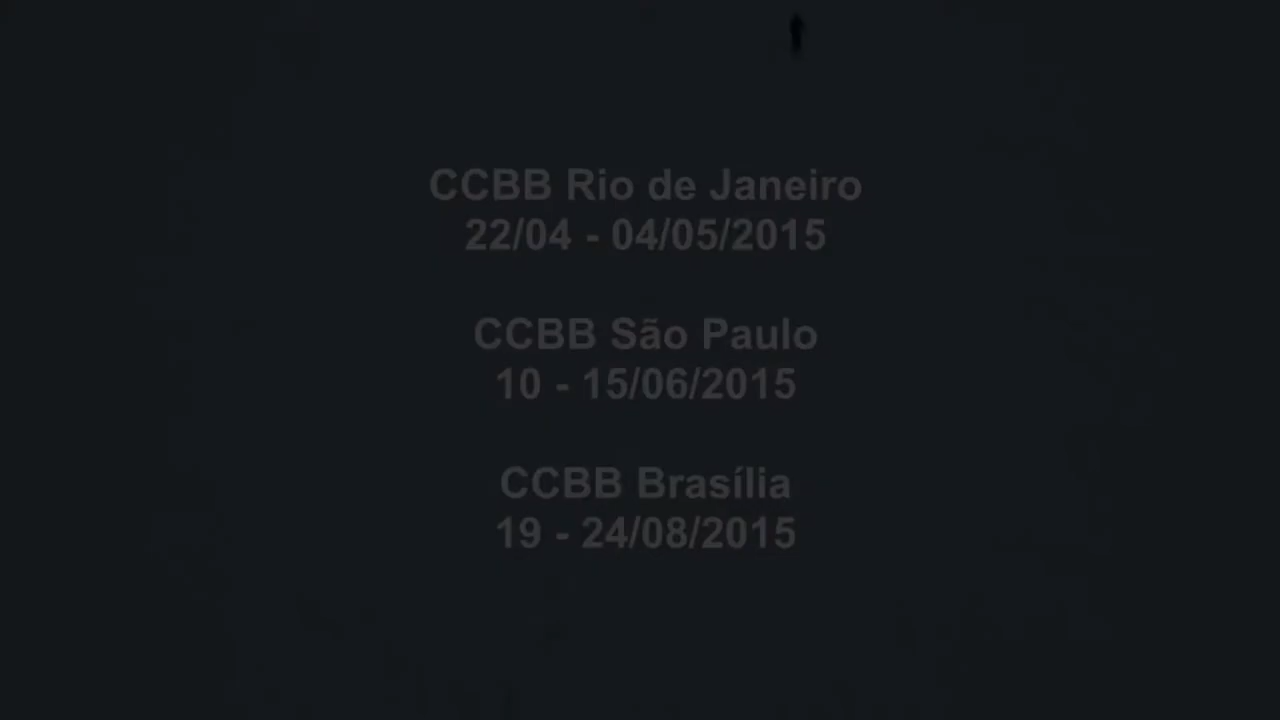 CCBB Rio de Janeiro
22/04 - 04/05/2015
CCBB São Paulo
10 - 15/06/2015
CCBB Brasília
19 - 24/08/2015